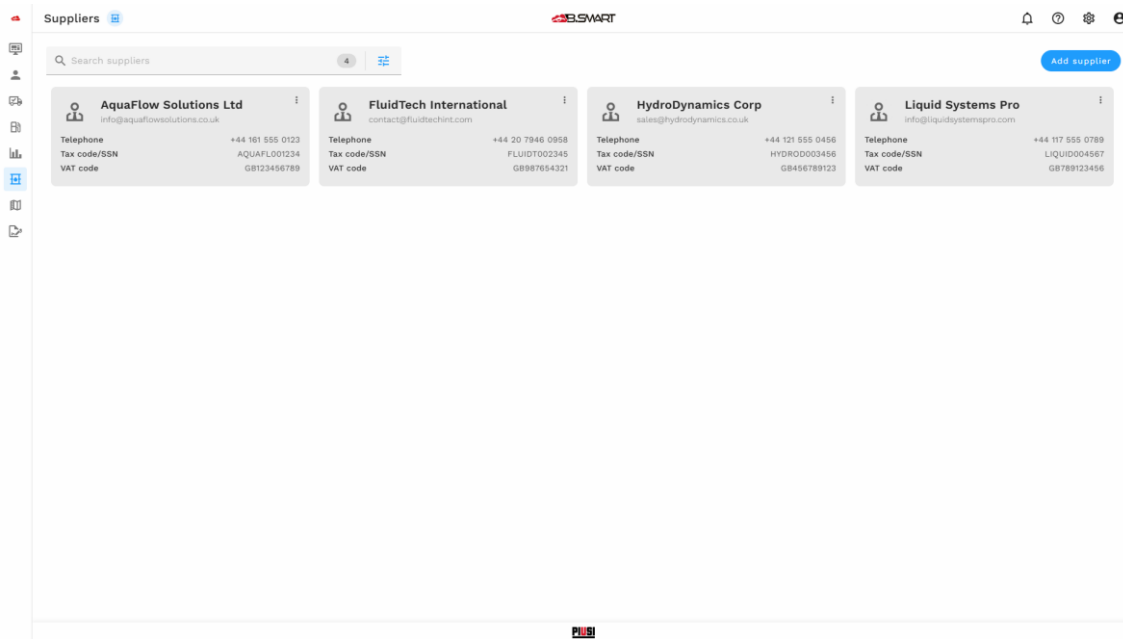 Suppliers
B.SMART
Search suppliers
4
Add supplier
AquaFlow Solutions Ltd
info@aquaflowsolutions.co.uk
Telephone +44 161 555 0123
Tax code/SSN AQUAFL001234
VAT code GB123456789
FluidTech International
contact@fluidtechint.com
Telephone +44 20 7946 0958
Tax code/SSN FLUIDT002345
VAT code GB987654321
HydroDynamics Corp
sales@hydrodynamics.co.uk
Telephone +44 121 555 0456
Tax code/SSN HYDROD003456
VAT code GB456789123
Liquid Systems Pro
info@liquidsystemspro.com
Telephone +44 117 555 0789
Tax code/SSN LIQUID004567
VAT code GB789123456
PIUSI